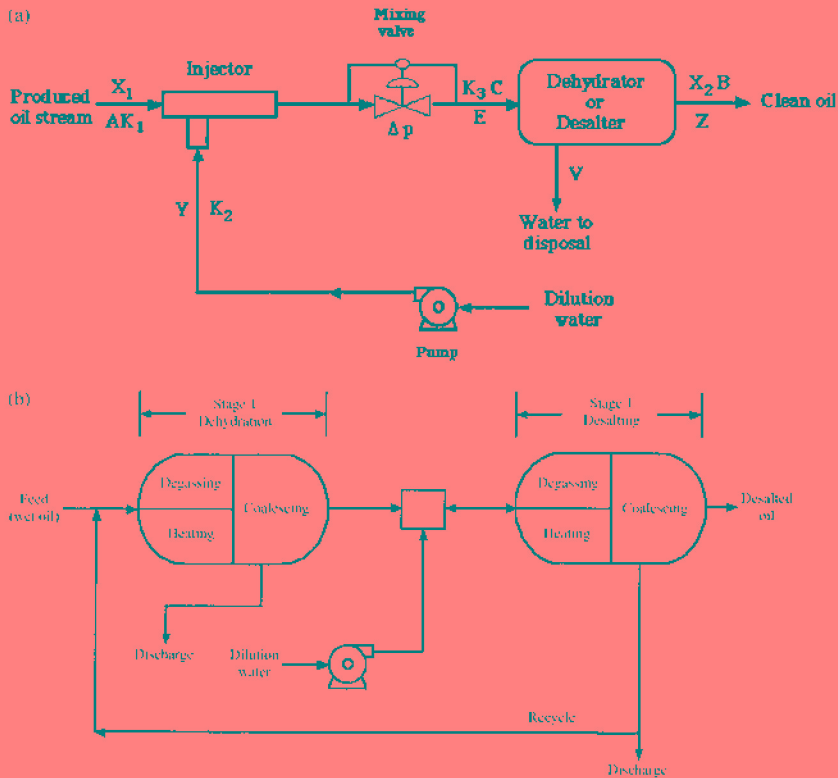 (a)
Mixing
valve
Injector
Produced
oil stream
X1
AK1
Δp
K3 C
E
Dehydrator
or
Desalter
X2 B
Z
Clean oil
V
Water to
disposal
Y
K2
Dilution
water
Pump
(b)
Stage I
Dehydration
Stage I
Desalting
Feed
(wet oil)
Degassing
Heating
Coalescing
Degassing
Heating
Coalescing
Desalted
oil
Discharge
Dilution
water
Recycle
Discharge